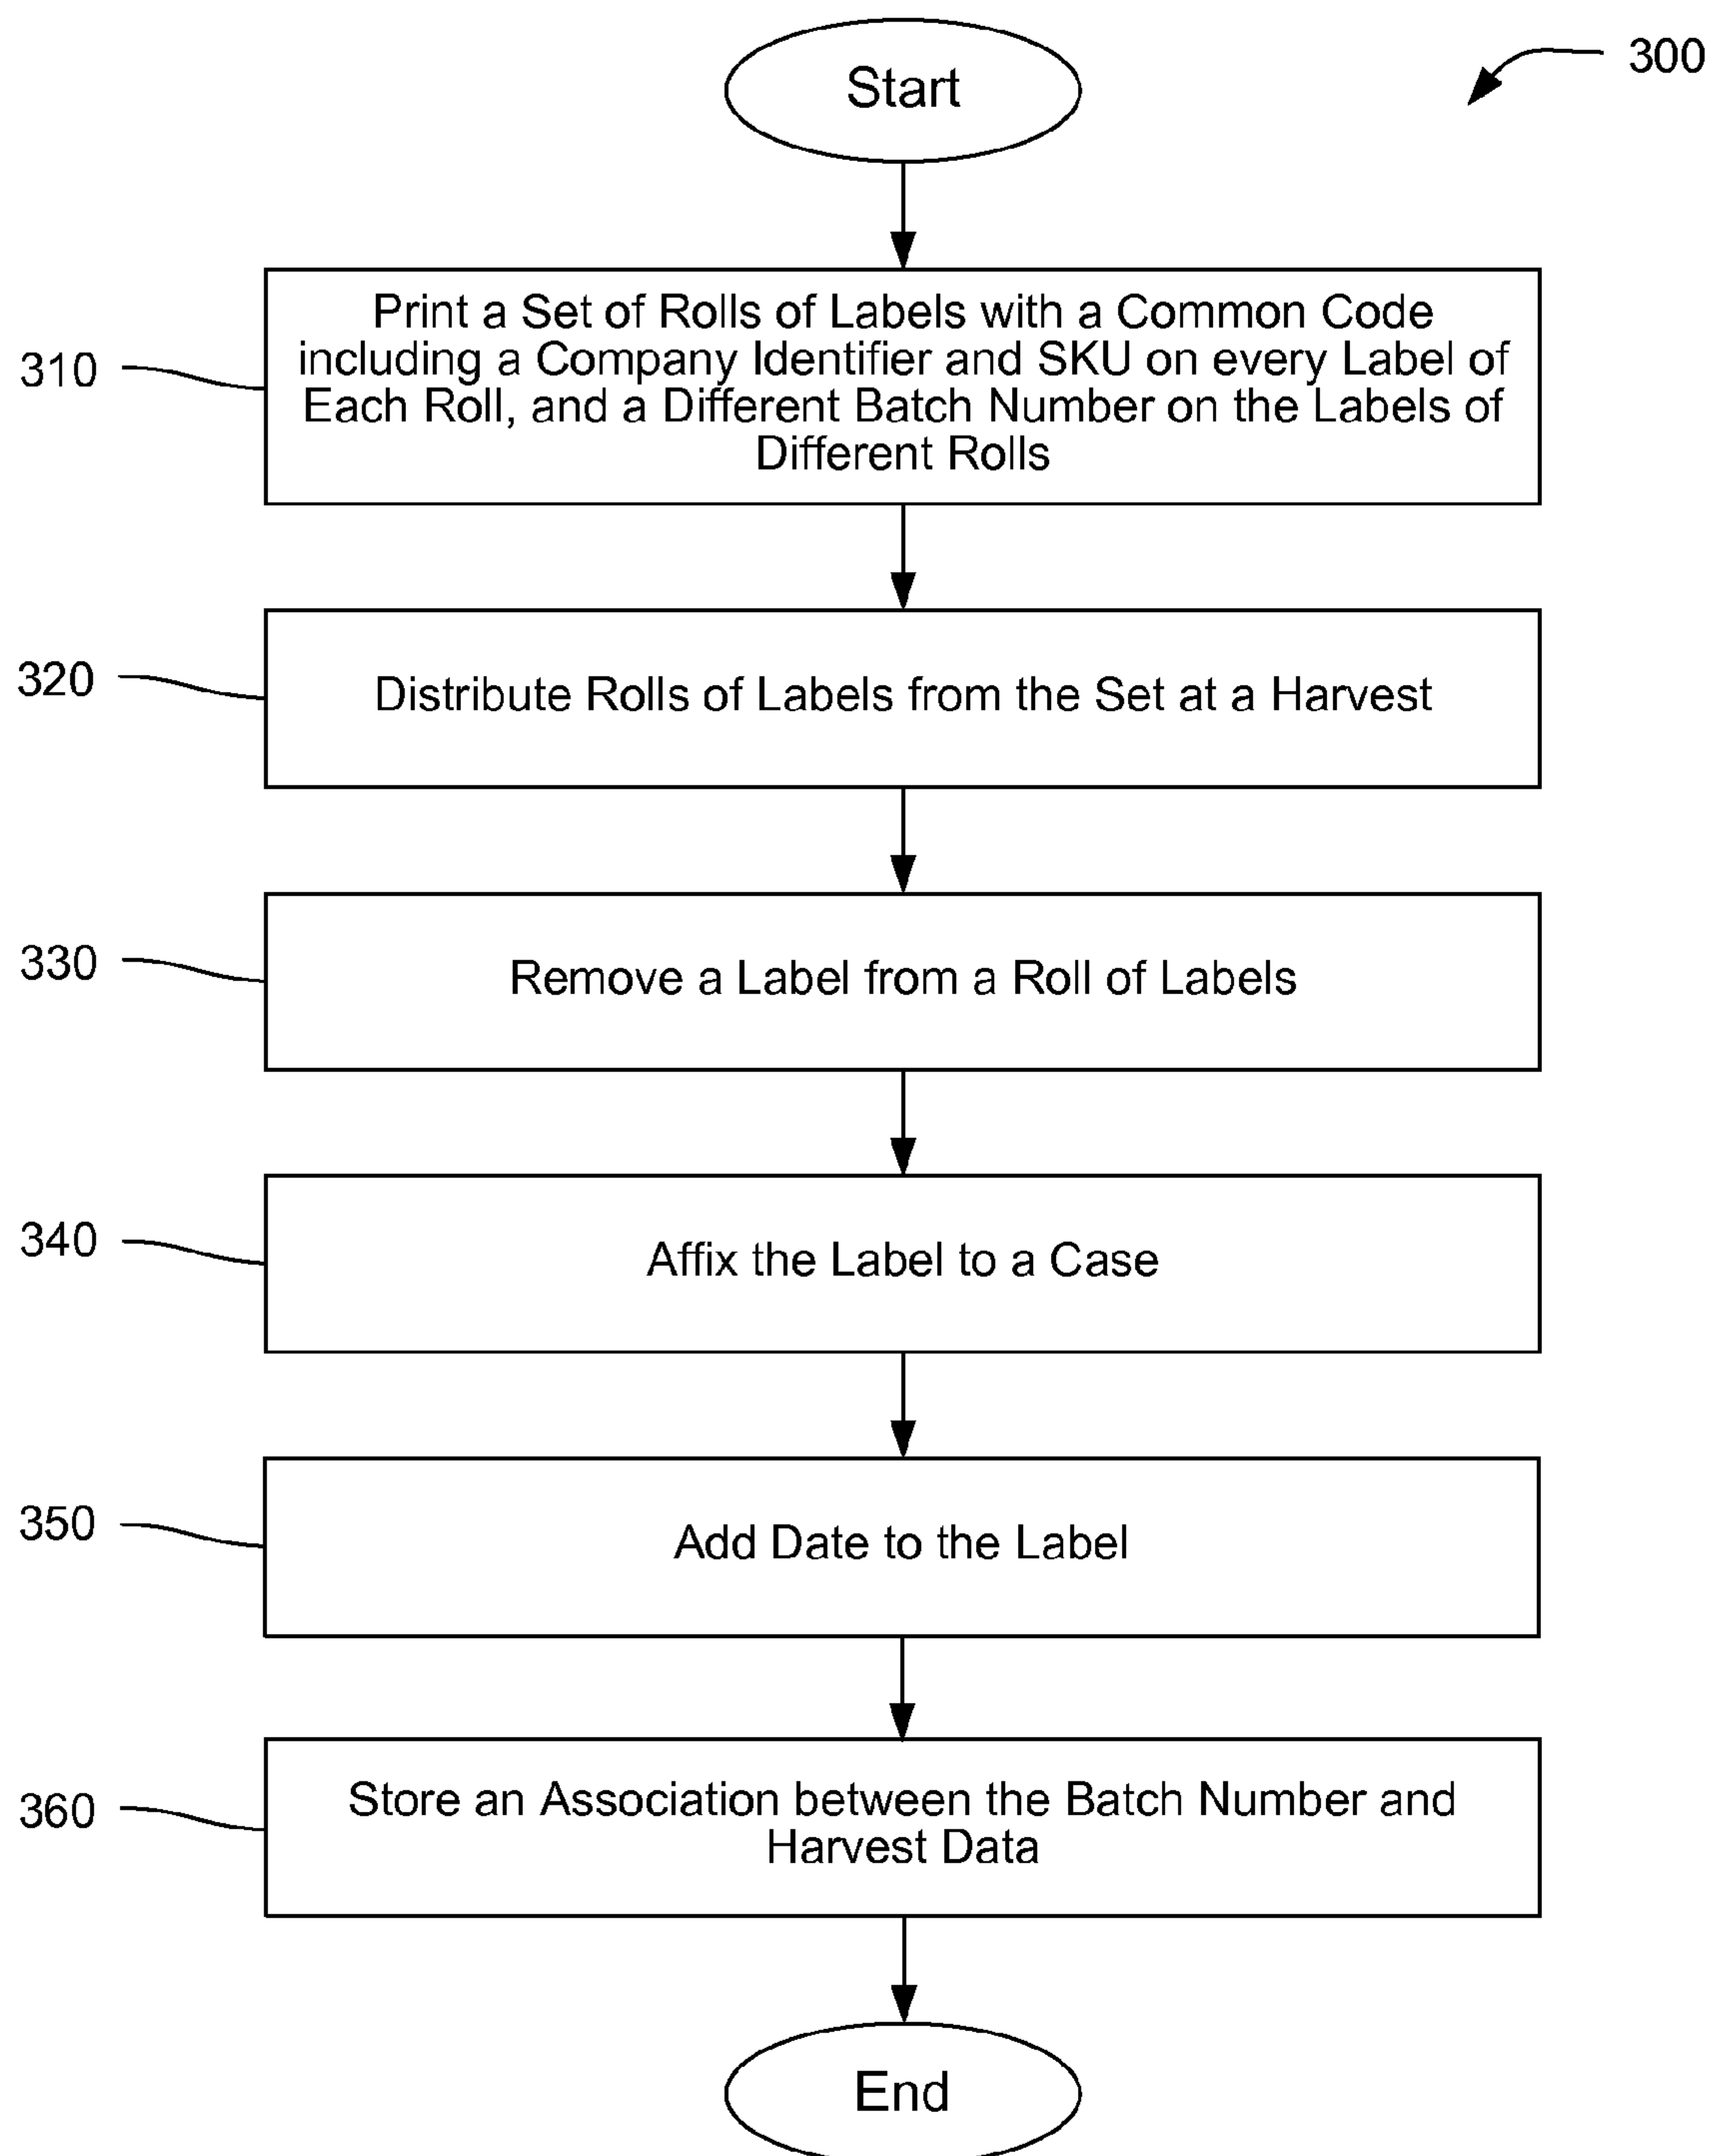 Start
300
310
Print a Set of Rolls of Labels with a Common Code
including a Company Identifier and SKU on every Label of
Each Roll, and a Different Batch Number on the Labels of
Different Rolls
320
Distribute Rolls of Labels from the Set at a Harvest
330
Remove a Label from a Roll of Labels
340
Affix the Label to a Case
350
Add Date to the Label
360
Store an Association between the Batch Number and
Harvest Data
End